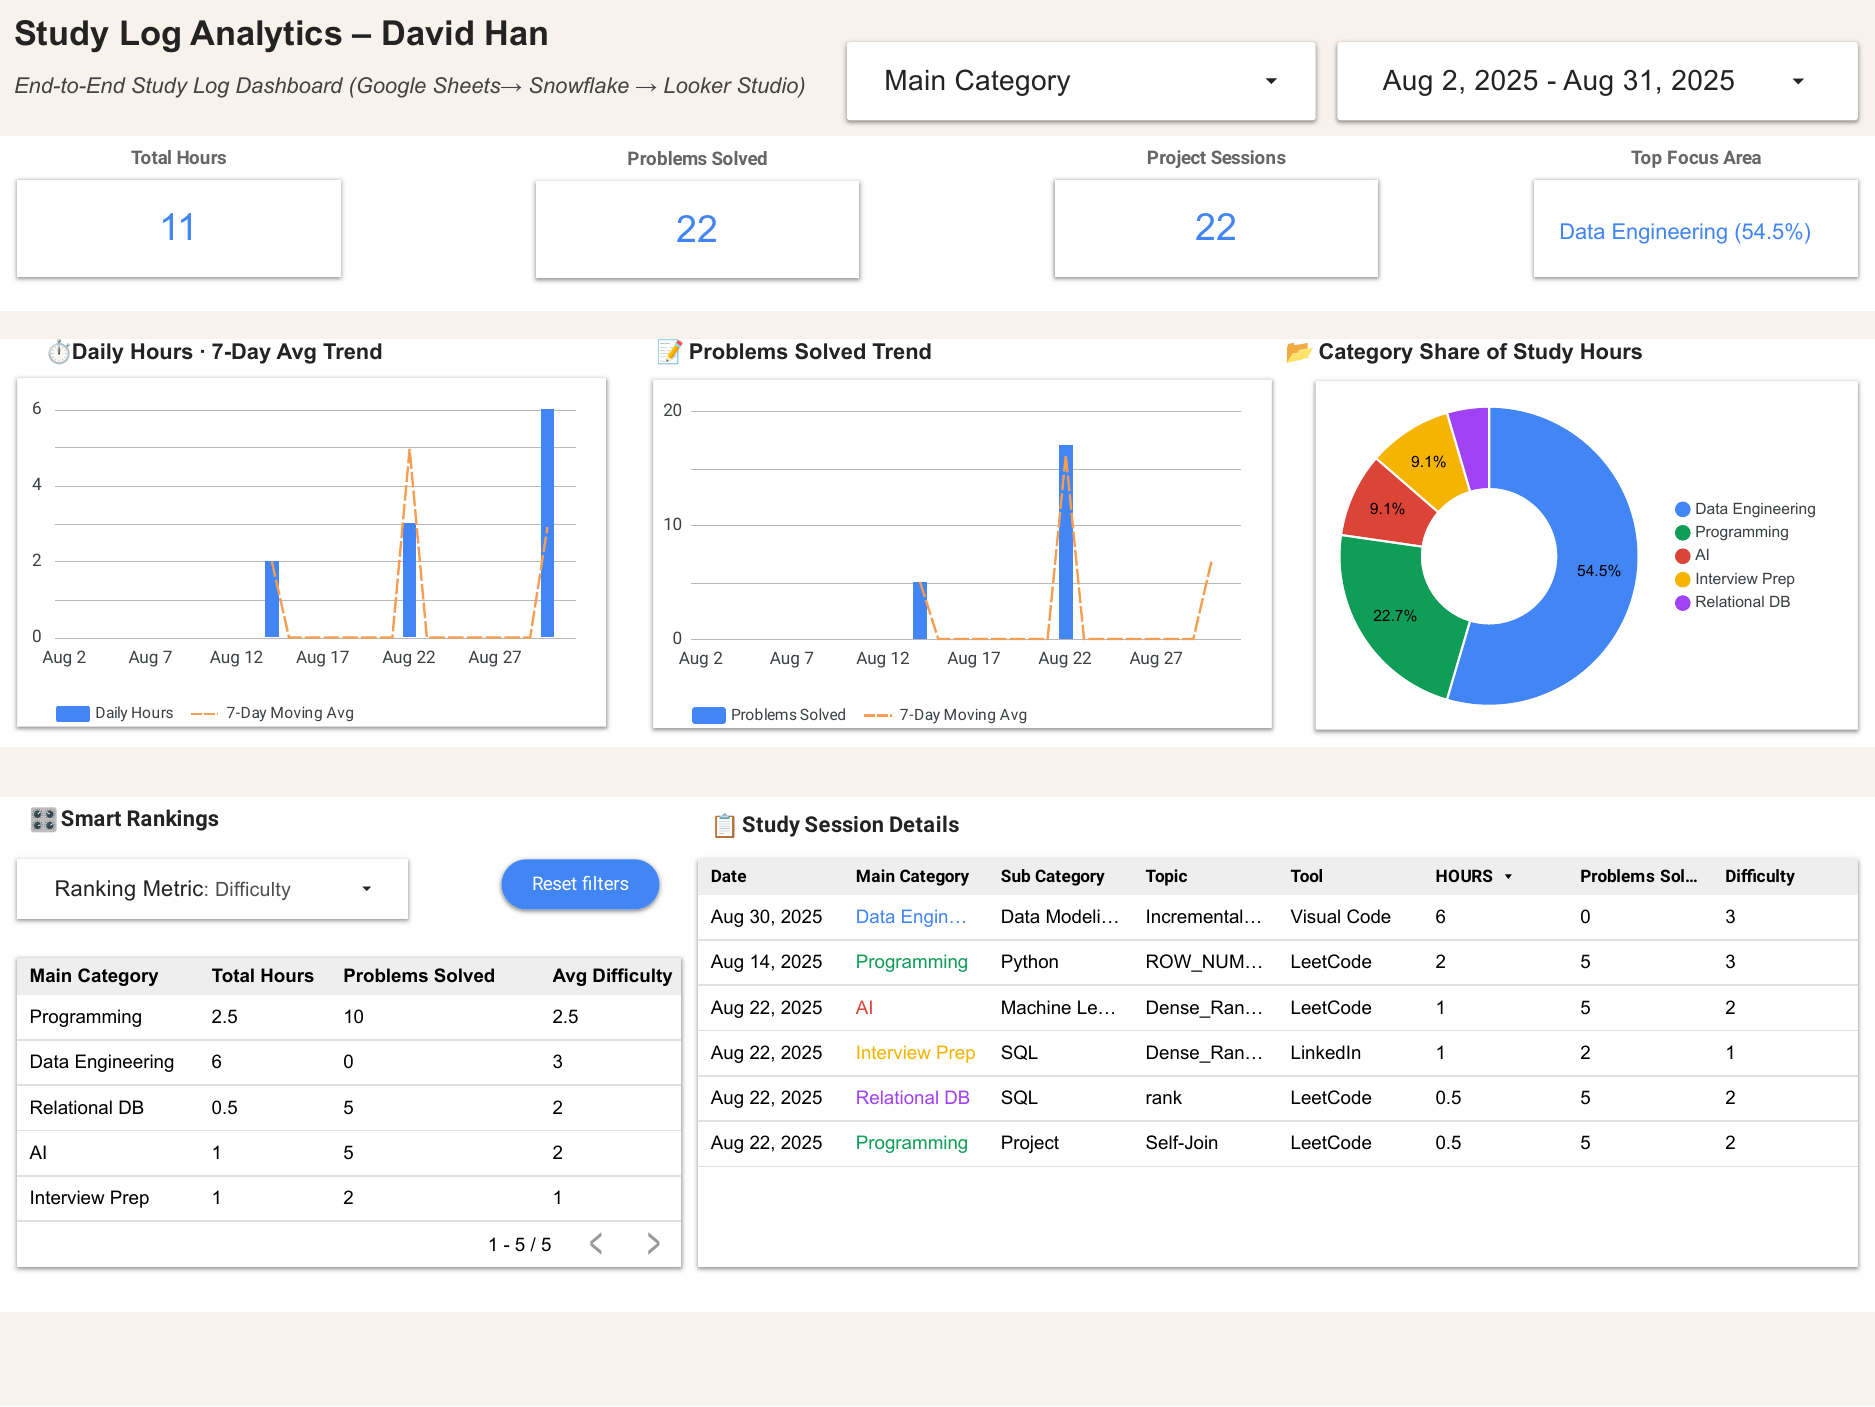 Study Log Analytics – David Han
End-to-End Study Log Dashboard (Google Sheets→ Snowflake → Looker Studio)
Main Category
Aug 2, 2025 - Aug 31, 2025
Total Hours
11
Problems Solved
22
Project Sessions
22
Top Focus Area
Data Engineering (54.5%)
⏱️Daily Hours · 7-Day Avg Trend
6
4
2
0
Aug 2 Aug 7 Aug 12 Aug 17 Aug 22 Aug 27
Daily Hours 7-Day Moving Avg
📝 Problems Solved Trend
20
10
0
Aug 2 Aug 7 Aug 12 Aug 17 Aug 22 Aug 27
Problems Solved 7-Day Moving Avg
📂 Category Share of Study Hours
9.1%
9.1%
54.5%
22.7%
Data Engineering
Programming
AI
Interview Prep
Relational DB
🎛️ Smart Rankings
Ranking Metric: Difficulty
Reset filters
Main Category Total Hours Problems Solved Avg Difficulty
Programming 2.5 10 2.5
Data Engineering 6 0 3
Relational DB 0.5 5 2
AI 1 5 2
Interview Prep 1 2 1
1 - 5 / 5
📋 Study Session Details
Date Main Category Sub Category Topic Tool HOURS Problems Sol... Difficulty
Aug 30, 2025 Data Engin... Data Modeli... Incremental... Visual Code 6 0 3
Aug 14, 2025 Programming Python ROW_NUM... LeetCode 2 5 3
Aug 22, 2025 AI Machine Le... Dense_Ran... LeetCode 1 5 2
Aug 22, 2025 Interview Prep SQL Dense_Ran... LinkedIn 1 2 1
Aug 22, 2025 Relational DB SQL rank LeetCode 0.5 5 2
Aug 22, 2025 Programming Project Self-Join LeetCode 0.5 5 2